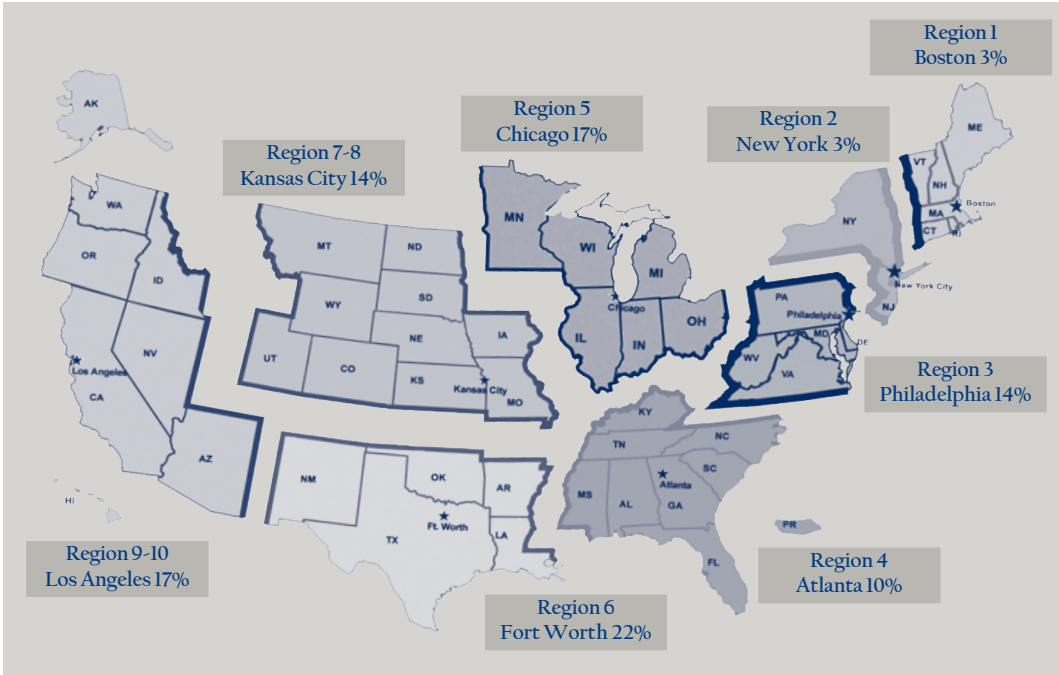 Region 1
Boston 3%
Region 2
New York 3%
Region 5
Chicago 17%
Region 7-8
Kansas City 14%
Region 3
Philadelphia 14%
Region 9-10
Los Angeles 17%
Region 6
Fort Worth 22%
Region 4
Atlanta 10%
AK
WA
OR
ID
NV
Los Angeles
CA
AZ
HI
MT
ND
WY
SD
NE
IA
UT
CO
KS
Kansas City
MO
MN
WI
MI
Chicago
IL
IN
OH
ME
VT
NH
Boston
MA
CT
RI
NY
New York City
NJ
PA
Philadelphia
MD
DE
WV
VA
KY
TN
NC
SC
MS
AL
Atlanta
GA
FL
PR
NM
OK
AR
Ft. Worth
TX
LA